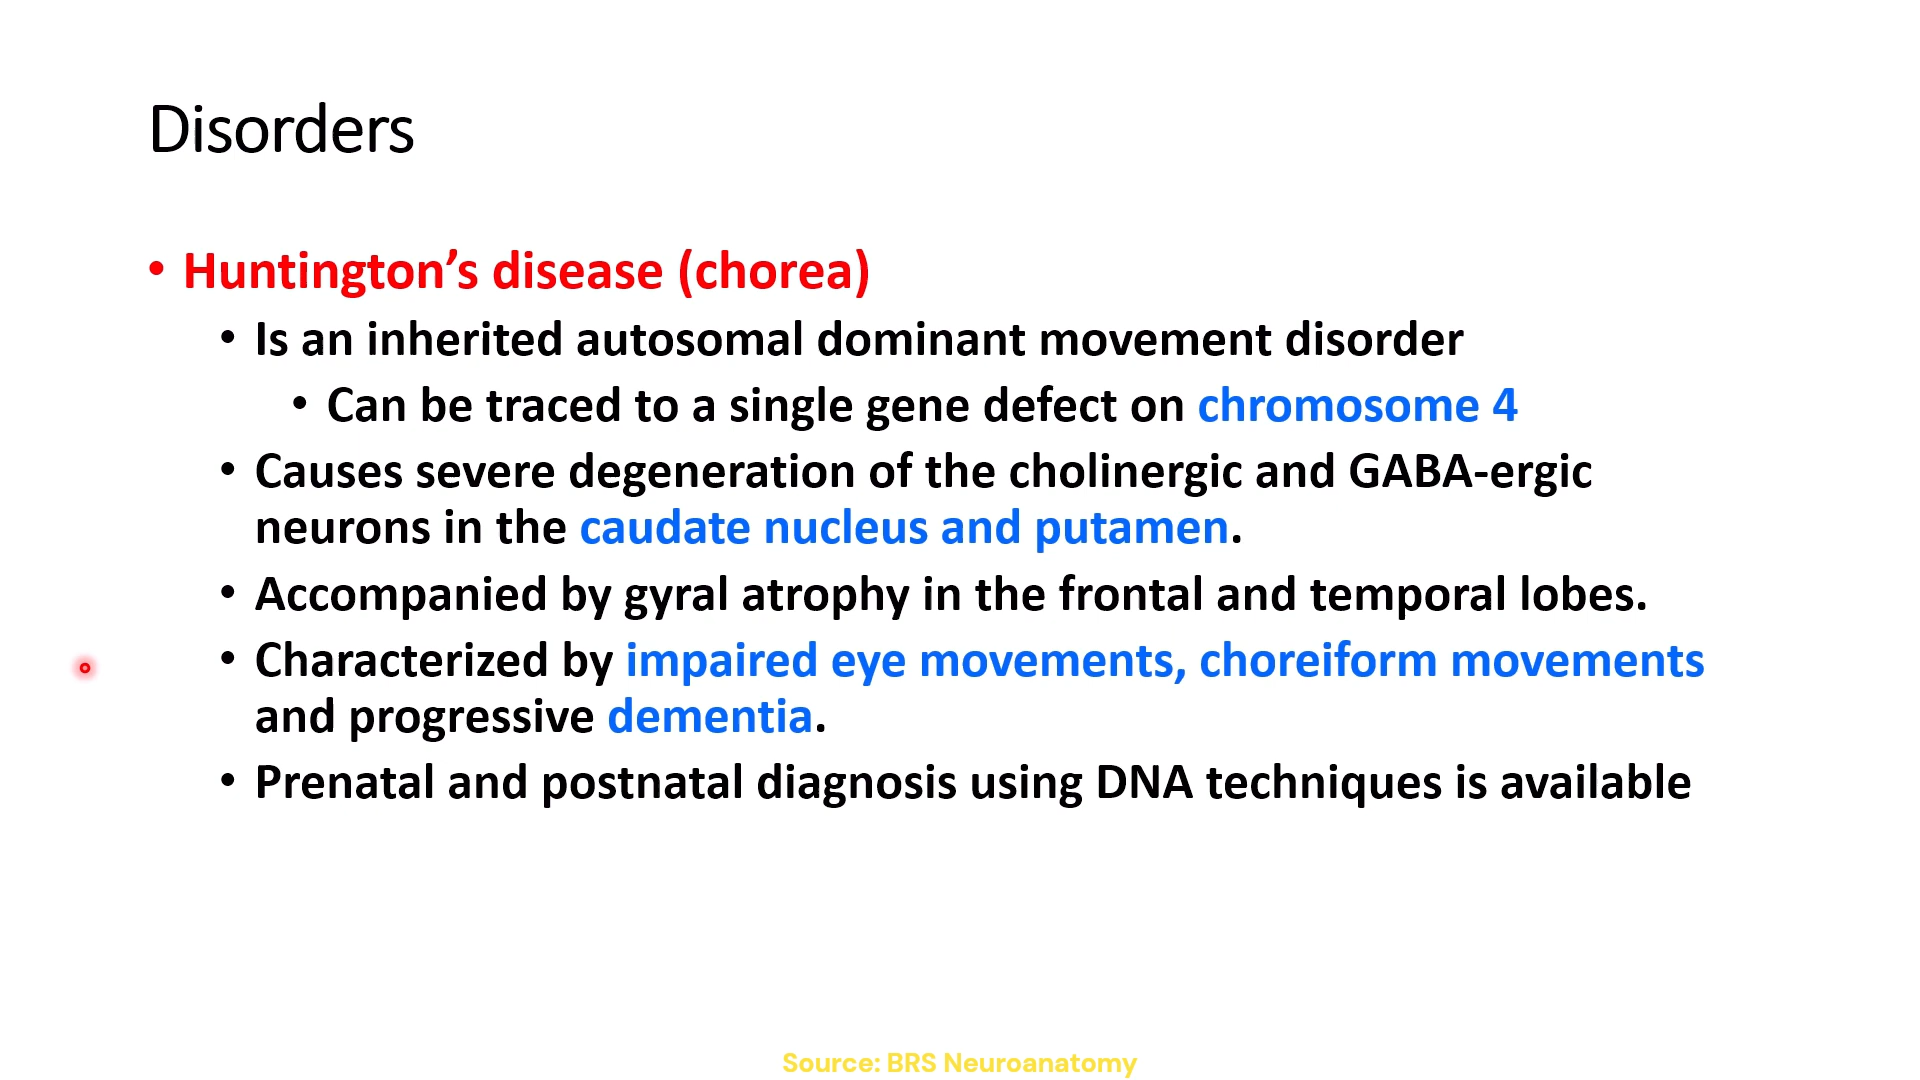 Disorders
• Huntington’s disease (chorea)
• Is an inherited autosomal dominant movement disorder
• Can be traced to a single gene defect on chromosome 4
• Causes severe degeneration of the cholinergic and GABA-ergic
neurons in the caudate nucleus and putamen.
• Accompanied by gyral atrophy in the frontal and temporal lobes.
• Characterized by impaired eye movements, choreiform movements
and progressive dementia.
• Prenatal and postnatal diagnosis using DNA techniques is available
Source: BRS Neuroanatomy